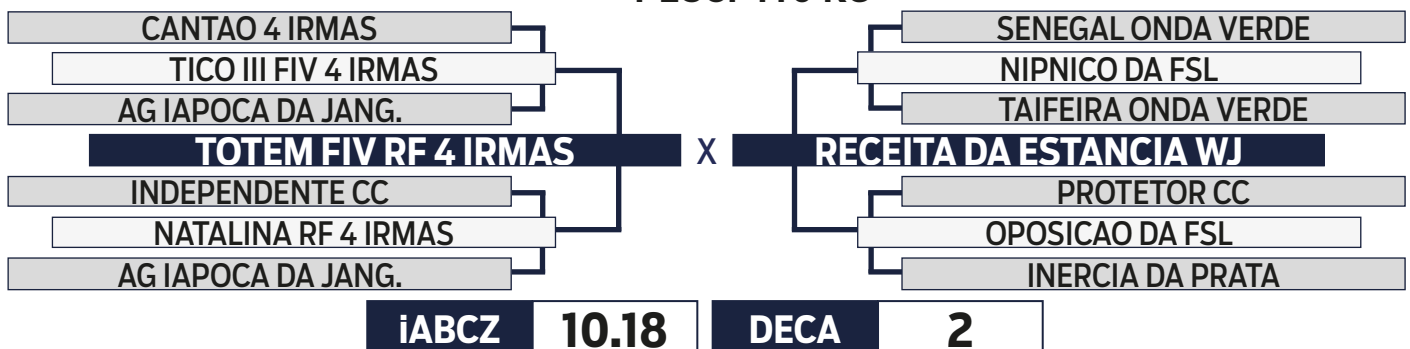 CANTAO 4 IRMAS
SENEGAL ONDA VERDE
TICO III FIV 4 IRMAS
NIPNICO DA FSL
AG IAPOCA DA JANG.
TAIFEIRA ONDA VERDE
TOTEM FIV RF 4 IRMAS X RECEITA DA ESTANCIA WJ
INDEPENDENTE CC
PROTETOR CC
NATALINA RF 4 IRMAS
OPOSICAO DA FSL
AG IAPOCA DA JANG.
INERCIA DA PRATA
iABCZ 10.18 DECA 2